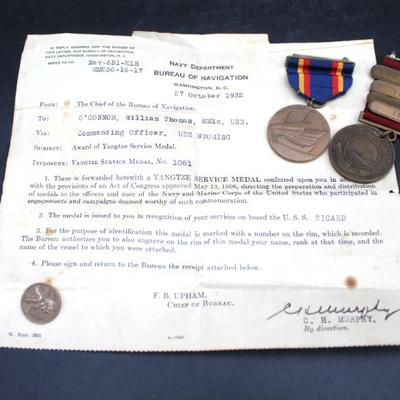 IN REPLY ADDRESS NOT THE SIGNER OF
THIS LETTER, BUT BUREAU OF NAVIGATION,
NAVY DEPARTMENT, WASHINGTON, D. C.
REFER TO NO.
Nav-651-KLH
NAVY DEPARTMENT
BUREAU OF NAVIGATION
WASHINGTON, D. C.
27 October 1932
From: The Chief of the Bureau of Navigation.
To: O'CONNOR, William Thomas, MM1c, USN.
Via: Commanding Officer, USS WYOMING
Subject: Award of Yangtze Service Medal.
Inclosure: YANGTZE SERVICE MEDAL, NO. 1081
1. There is forwarded herewith a YANGTZE SERVICE MEDAL conferred upon you in
with the provisions of an Act of Congress approved May 13, 1908, directing the preparation and distribution
of medals to the officers and men of the Navy and Marine Corps of the United States who participated in
engagements and campaigns deemed worthy of such commemoration.
2. The medal is issued to you in recognition of your services on board the U. S. S. SICARD
3. For the purpose of identification this medal is marked with a number on the rim, which is recorded.
The Bureau authorizes you to also engrave on the rim of this medal your name, rank at that time, and the
name of the vessel to which you were attached.
4. Please sign and return to the Bureau the receipt attached below.
F. B. UPHAM,
CHIEF OF BUREAU.
C H Murphy
C. H. MURPHY,
By direction.
N. Nav. 361